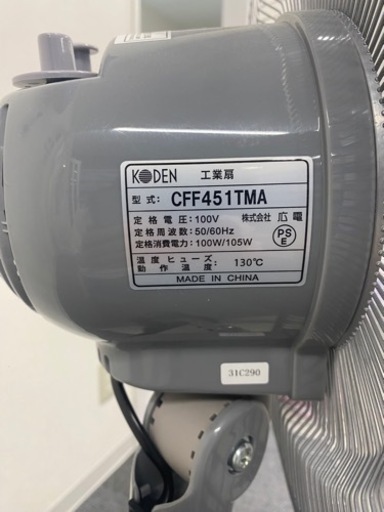 KODEN 工業扇
型式: CFF451TMA
定格電圧:100V 株式会社 広電
定格周波数:50/60Hz
定格消費電力:100W/105W
PS
E
温度ヒューズ
動作温度: 130℃
MADE IN CHINA
31C290